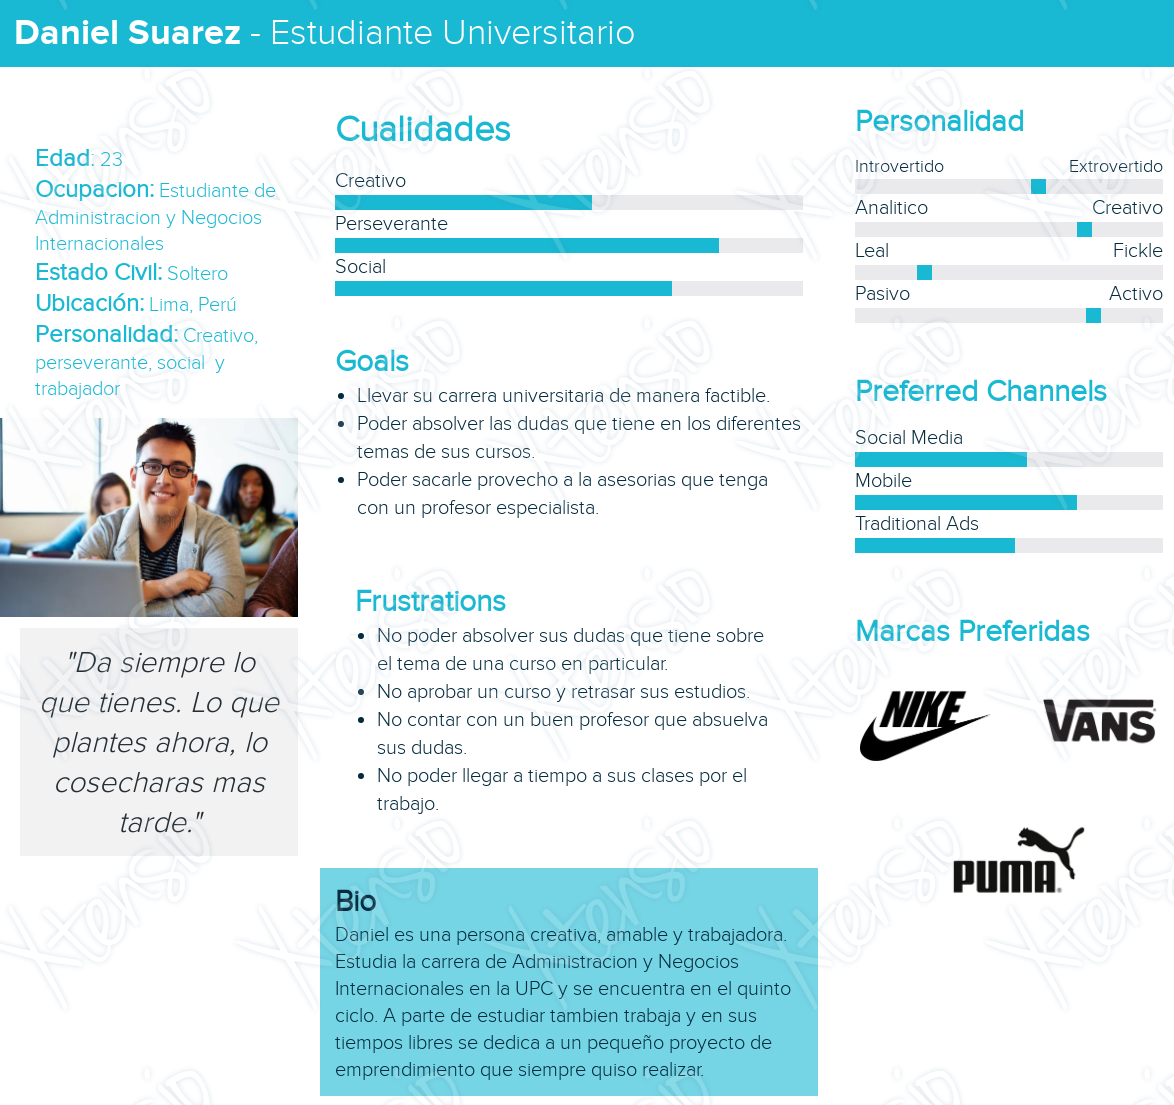 Daniel Suarez - Estudiante Universitario
Edad: 23
Ocupacion: Estudiante de
Administracion y Negocios
Internacionales
Estado Civil: Soltero
Ubicación: Lima, Perú
Personalidad: Creativo,
perseverante, social y
trabajador
"Da siempre lo
que tienes. Lo que
plantes ahora, lo
cosecharas mas
tarde."
Cualidades
Creativo
Perseverante
Social
Goals
• Llevar su carrera universitaria de manera factible.
• Poder absolver las dudas que tiene en los diferentes
temas de sus cursos.
• Poder sacarle provecho a la asesorias que tenga
con un profesor especialista.
Frustrations
• No poder absolver sus dudas que tiene sobre
el tema de una curso en particular.
• No aprobar un curso y retrasar sus estudios.
• No contar con un buen profesor que absuelva
sus dudas.
• No poder llegar a tiempo a sus clases por el
trabajo.
Bio
Daniel es una persona creativa, amable y trabajadora.
Estudia la carrera de Administracion y Negocios
Internacionales en la UPC y se encuentra en el quinto
ciclo. A parte de estudiar tambien trabaja y en sus
tiempos libres se dedica a un pequeño proyecto de
emprendimiento que siempre quiso realizar.
Personalidad
Introvertido Extrovertido
Analitico Creativo
Leal Fickle
Pasivo Activo
Preferred Channels
Social Media
Mobile
Traditional Ads
Marcas Preferidas
NIKE VANS
PUMA
Xtensio